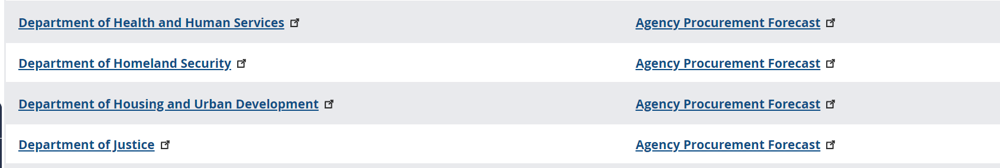 Department of Health and Human Services Agency Procurement Forecast
Department of Homeland Security Agency Procurement Forecast
Department of Housing and Urban Development Agency Procurement Forecast
Department of Justice Agency Procurement Forecast